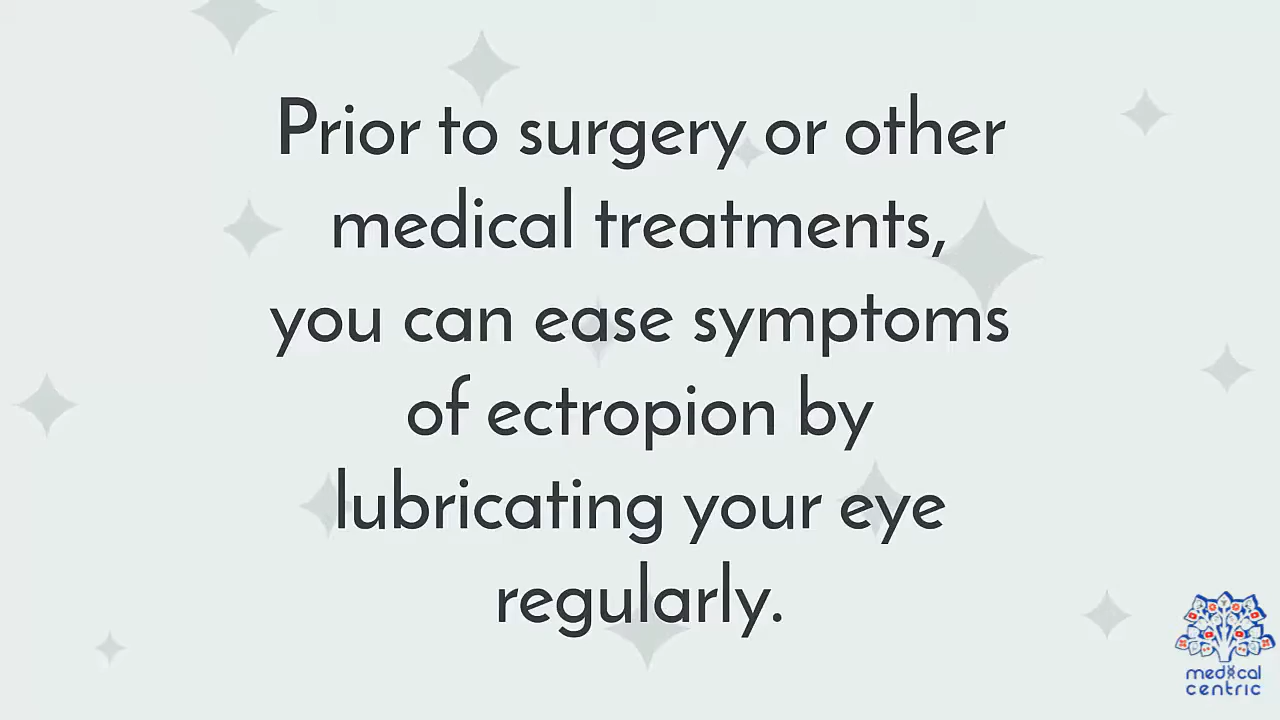 Prior to surgery or other
medical treatments,
you can ease symptoms
of ectropion by
lubricating your eye
regularly.
medical
centric